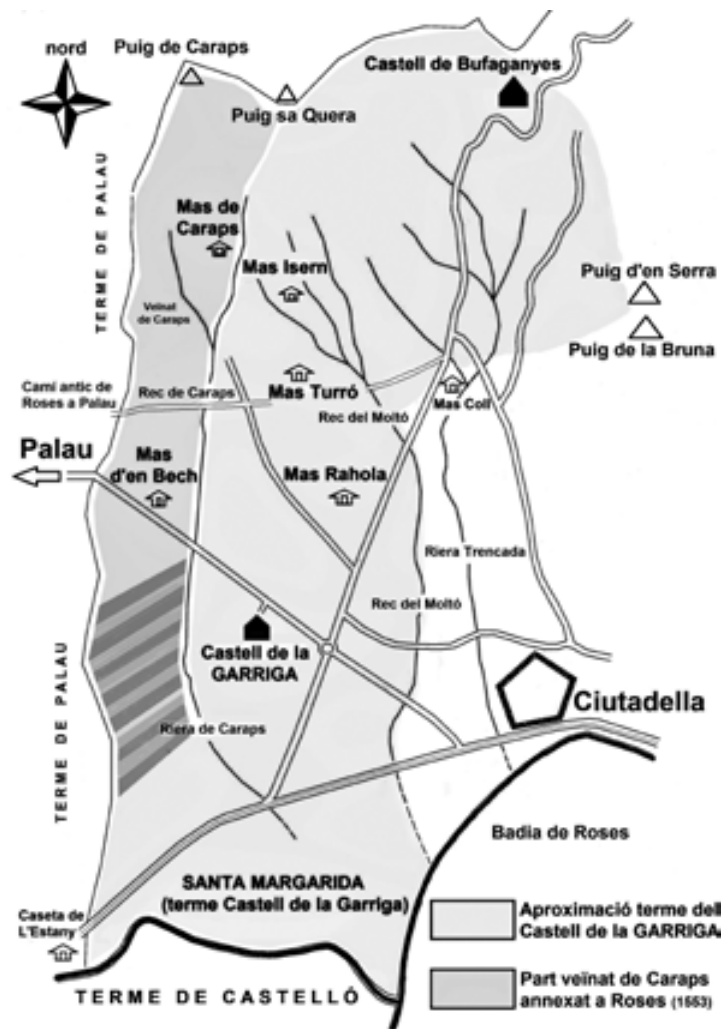 nord
Puig de Caraps
Castell de Bufaganyes
Puig sa Quera
TERME DE PALAU
Mas de
Caraps
Mas Isern
Puig d'en Serra
Veïnat
de Caraps
Puig de la Bruna
Camí antic de
Roses a Palau
Rec de Caraps
Mas Turró
Rec del Moltó
Mas Coll
Palau
Mas
d'en Bech
Mas Rahola
Riera Trencada
Rec del Moltó
Castell de la
GARRIGA
Ciutadella
TERME DE PALAU
Riera de Caraps
Badia de Roses
SANTA MARGARIDA
(terme Castell de la Garriga)
Caseta de
L'Estany
Aproximació terme del
Castell de la GARRIGA
Part veïnat de Caraps
annexat a Roses (1553)
TERME DE CASTELLÓ